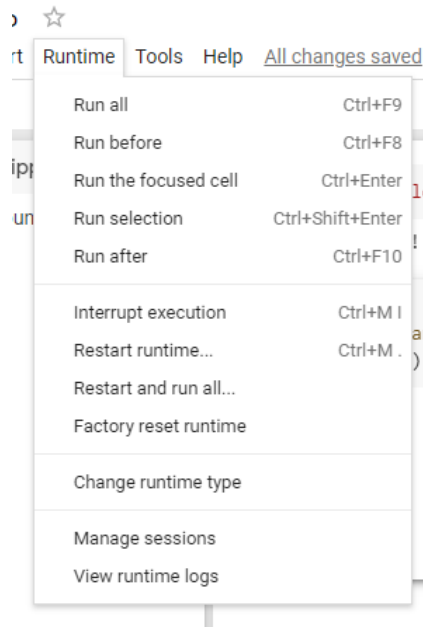 Runtime Tools Help All changes saved
Run all Ctrl+F9
Run before Ctrl+F8
Run the focused cell Ctrl+Enter
Run selection Ctrl+Shift+Enter
Run after Ctrl+F10
Interrupt execution Ctrl+M I
Restart runtime... Ctrl+M .
Restart and run all...
Factory reset runtime
Change runtime type
Manage sessions
View runtime logs